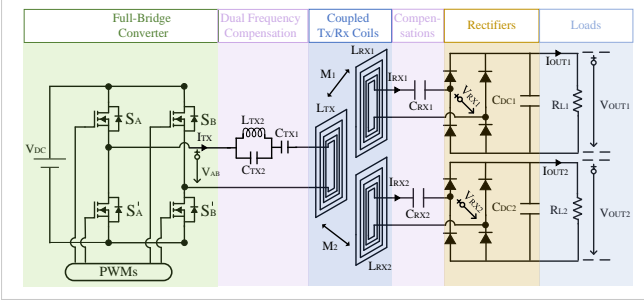 Full-Bridge
Converter
Dual Frequency
Compensation
Coupled
Tx/Rx Coils
Compen-
sations
Rectifiers
Loads
LRX1
M1
IRX1
CRX1
VRX1
CDC1
IOUT1
RL1
VOUT1
VDC
SA
SB
ITX
VAB
LTX2
CTX2
CTX1
LTX
SA'
SB'
PWMs
M2
LRX2
IRX2
CRX2
VRX2
CDC2
IOUT2
RL2
VOUT2